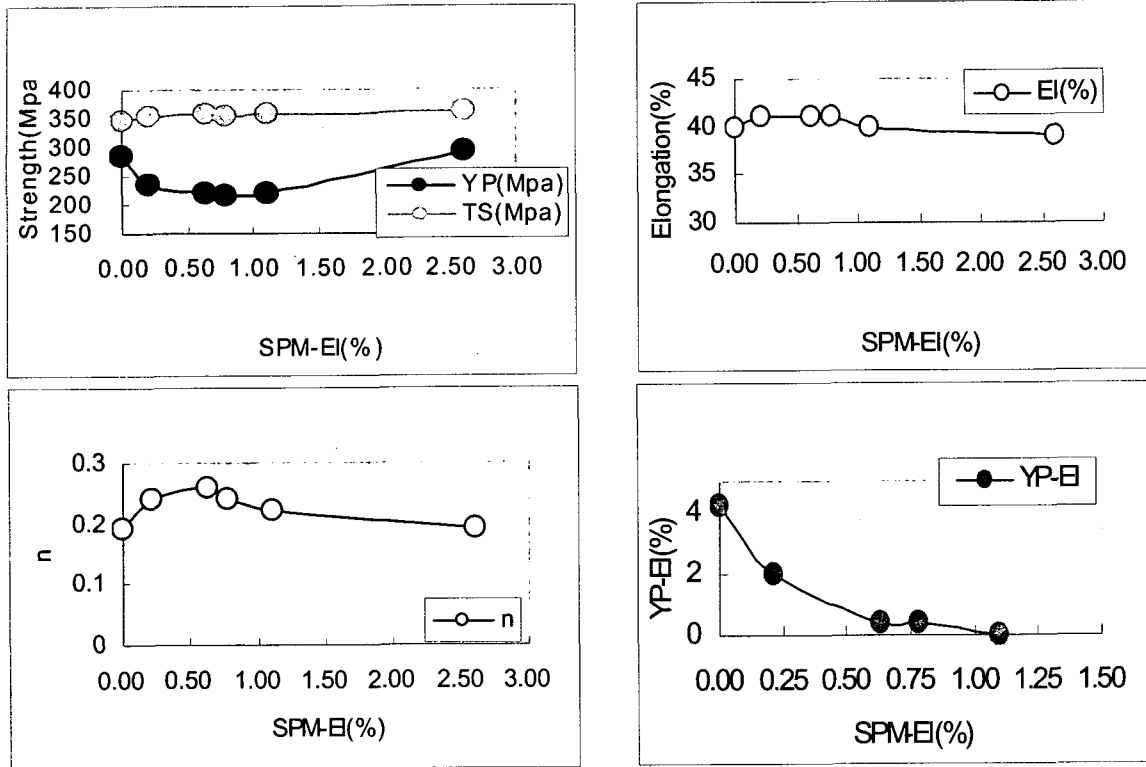 Strength(Mpa
400
350
300
250
200
150
YP(Mpa)
TS(Mpa)
0.00 0.50 1.00 1.50 2.00 2.50 3.00
SPM-El(%)
Elongation(%)
45
40
35
30
El(%)
0.00 0.50 1.00 1.50 2.00 2.50 3.00
SPM-El(%)
n
0.3
0.2
0.1
0
n
0.00 0.50 1.00 1.50 2.00 2.50 3.00
SPM-El(%)
YP-El(%)
4
2
0
YP-El
0.00 0.25 0.50 0.75 1.00 1.25 1.50
SPM-El(%)